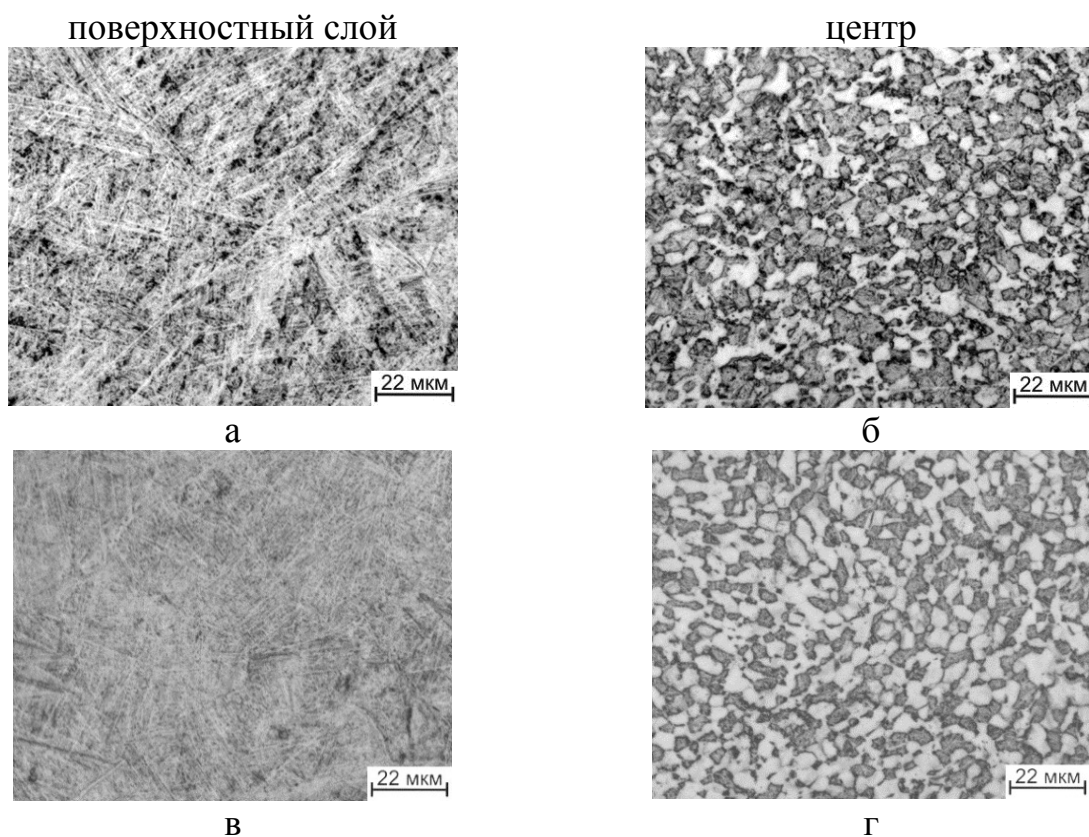 поверхностный слой
центр
22 мкм
22 мкм
а
б
22 мкм
22 мкм
в
г